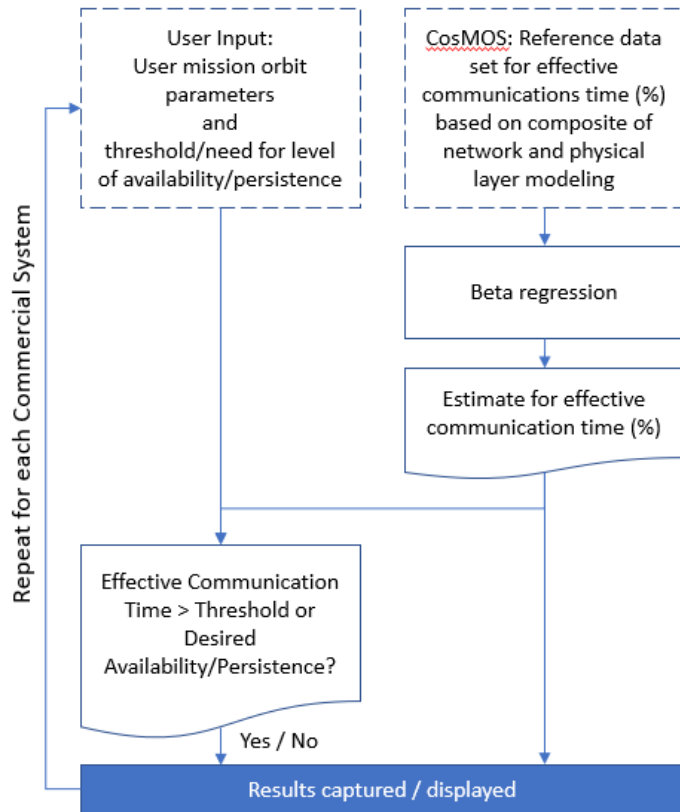 User Input:
User mission orbit
parameters
and
threshold/need for level
of availability/persistence
CosMOS: Reference data
set for effective
communications time (%)
based on composite of
network and physical
layer modeling
Beta regression
Estimate for effective
communication time (%)
Repeat for each Commercial System
Effective Communication
Time > Threshold or
Desired
Availability/Persistence?
Yes / No
Results captured / displayed